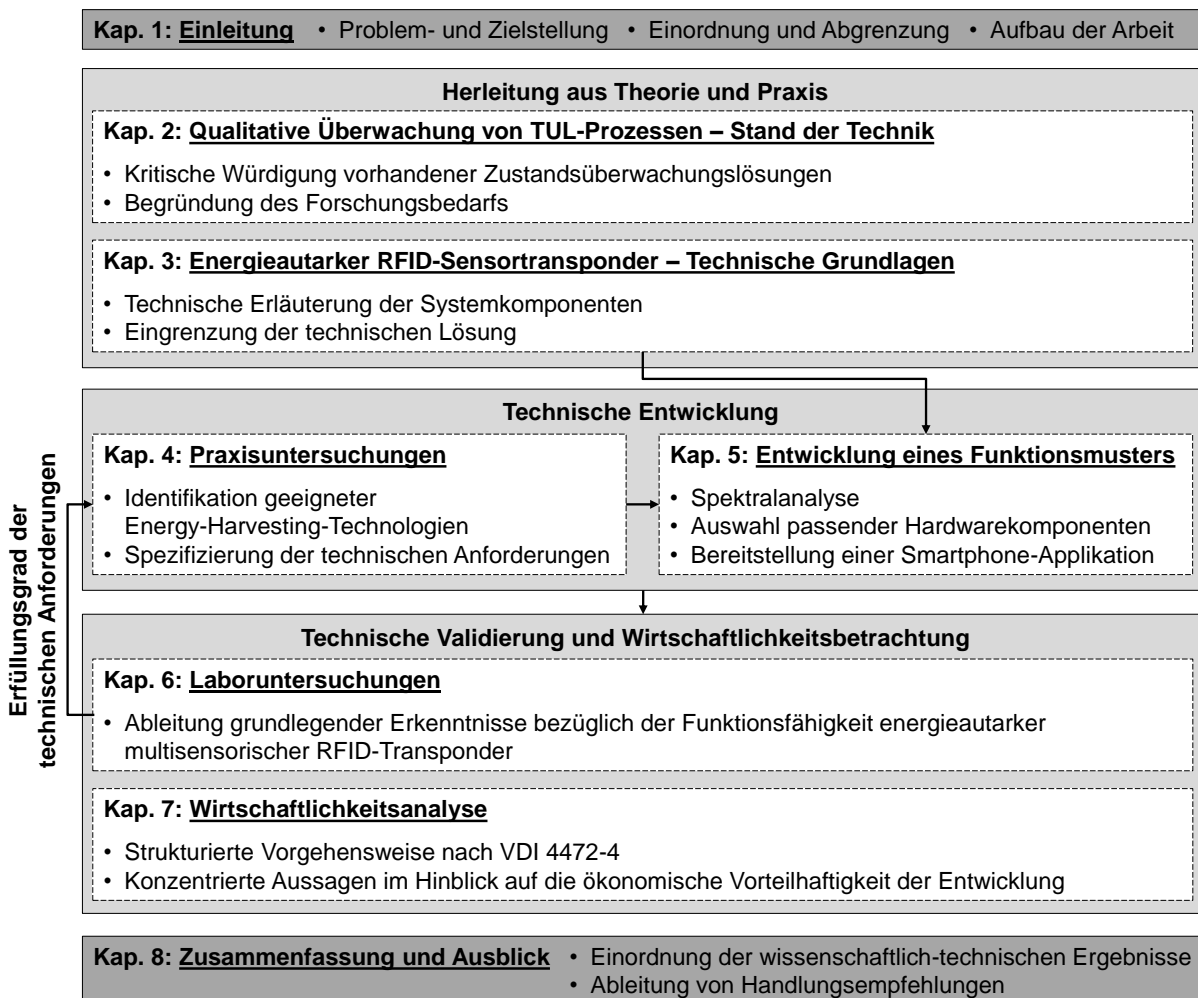 Kap. 1: Einleitung • Problem- und Zielstellung • Einordnung und Abgrenzung • Aufbau der Arbeit
Herleitung aus Theorie und Praxis
Kap. 2: Qualitative Überwachung von TUL-Prozessen – Stand der Technik
• Kritische Würdigung vorhandener Zustandsüberwachungslösungen
• Begründung des Forschungsbedarfs
Kap. 3: Energieautarker RFID-Sensortransponder – Technische Grundlagen
• Technische Erläuterung der Systemkomponenten
• Eingrenzung der technischen Lösung
Technische Entwicklung
Kap. 4: Praxisuntersuchungen
• Identifikation geeigneter
Energy-Harvesting-Technologien
• Spezifizierung der technischen Anforderungen
Kap. 5: Entwicklung eines Funktionsmusters
• Spektralanalyse
• Auswahl passender Hardwarekomponenten
• Bereitstellung einer Smartphone-Applikation
Erfüllungsgrad der
technischen Anforderungen
Technische Validierung und Wirtschaftlichkeitsbetrachtung
Kap. 6: Laboruntersuchungen
• Ableitung grundlegender Erkenntnisse bezüglich der Funktionsfähigkeit energieautarker
multisensorischer RFID-Transponder
Kap. 7: Wirtschaftlichkeitsanalyse
• Strukturierte Vorgehensweise nach VDI 4472-4
• Konzentrierte Aussagen im Hinblick auf die ökonomische Vorteilhaftigkeit der Entwicklung
Kap. 8: Zusammenfassung und Ausblick • Einordnung der wissenschaftlich-technischen Ergebnisse
• Ableitung von Handlungsempfehlungen